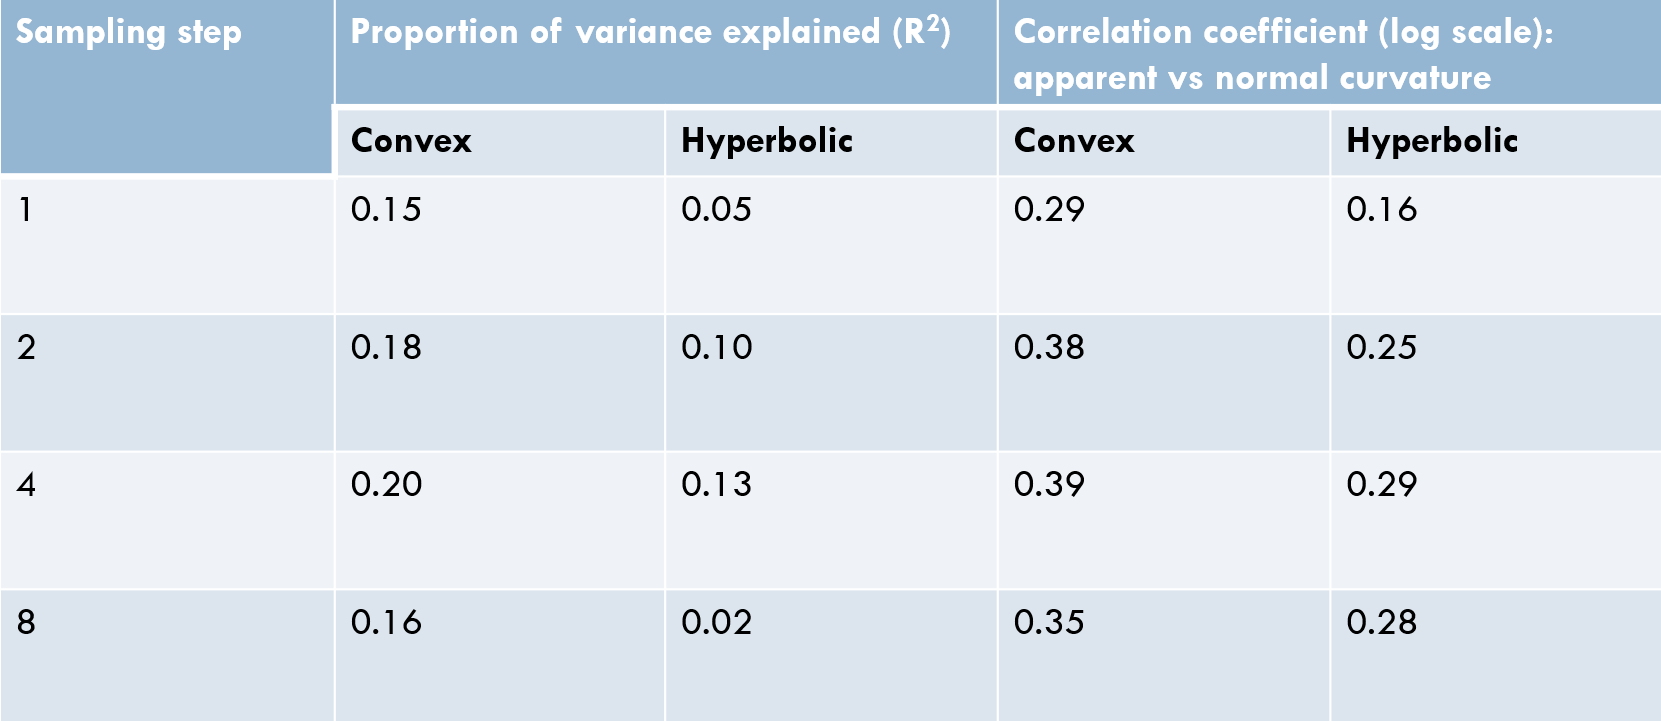 Sampling step
Proportion of variance explained (R²)
Correlation coefficient (log scale):
apparent vs normal curvature
Convex
Hyperbolic
Convex
Hyperbolic
1
0.15
0.05
0.29
0.16
2
0.18
0.10
0.38
0.25
4
0.20
0.13
0.39
0.29
8
0.16
0.02
0.35
0.28